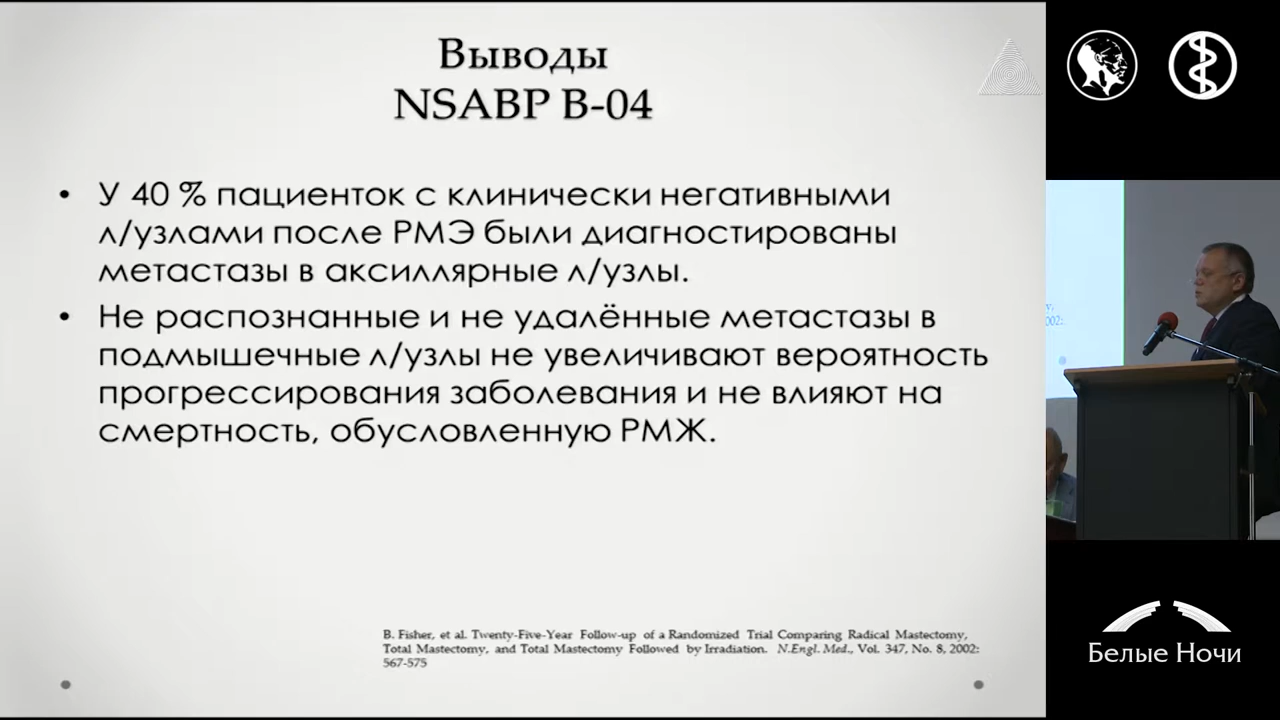 Выводы
NSABP B-04
• У 40 % пациенток с клинически негативными
л/узлами после РМЭ были диагностированы
метастазы в аксиллярные л/узлы.
• Не распознанные и не удалённые метастазы в
подмышечные л/узлы не увеличивают вероятность
прогрессирования заболевания и не влияют на
смертность, обусловленную РМЖ.
B. Fisher, et al. Twenty-Five-Year Follow-up of a Randomized Trial Comparing Radical Mastectomy,
Total Mastectomy, and Total Mastectomy Followed by Irradiation. N.Engl. Med., Vol. 347, No. 8, 2002:
567-575
002:
Белые Ночи